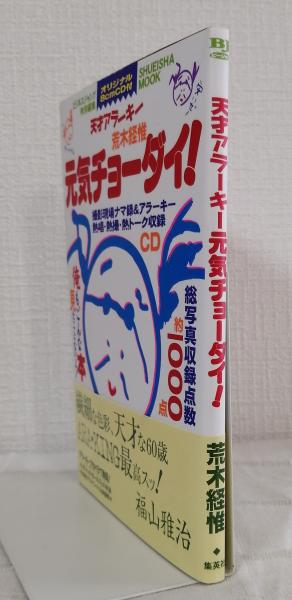 オリジナル
8cmCD付
SHUEISHA
MOOK
天才アラーキー
荒木経惟
元気チョーダイ!
撮影現場ナマ録&アラーキー
熱唱・熱撮・熱トーク収録
CD
総写真収録点数
約1000点
天才な60歳
最高スッ!
福山雅治
BJ
天才アラーキー 元気チョーダイ!
荒木経惟
集英社